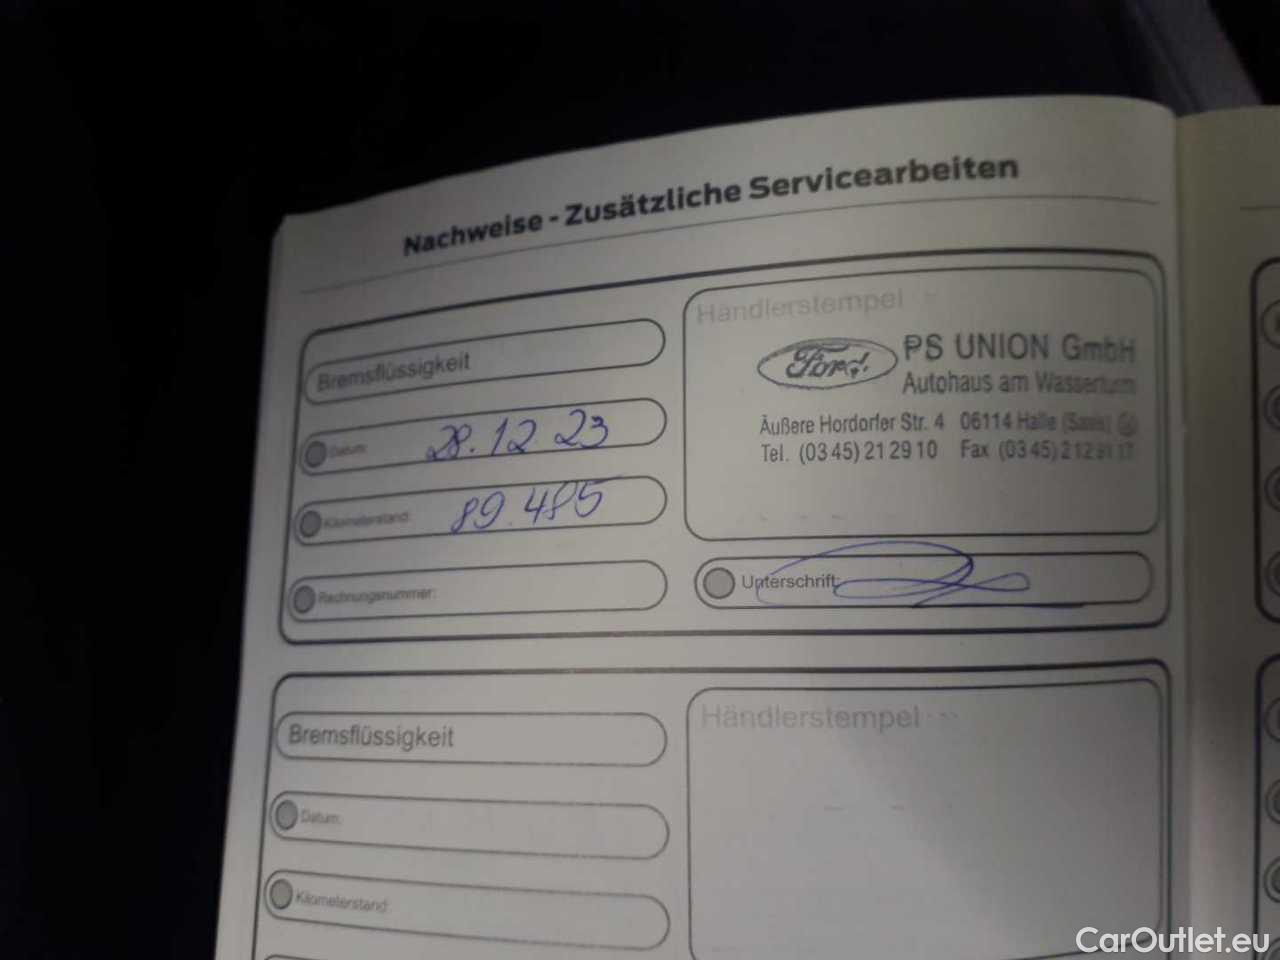 Nachweise - Zusätzliche Servicearbeiten
Bremsflüssigkeit
Datum: 28.12.23
Kilometerstand: 89.485
Rechnungsnummer:
Händlerstempel
Ford
PS UNION GmbH
Autohaus am Wasserturm
Äußere Hordorfer Str. 4 06114 Halle (Saale)
Tel. (03 45) 21 29 10 Fax (03 45)
Unterschrift:
Bremsflüssigkeit
Datum:
Kilometerstand:
Händlerstempel
CarOutlet.eu